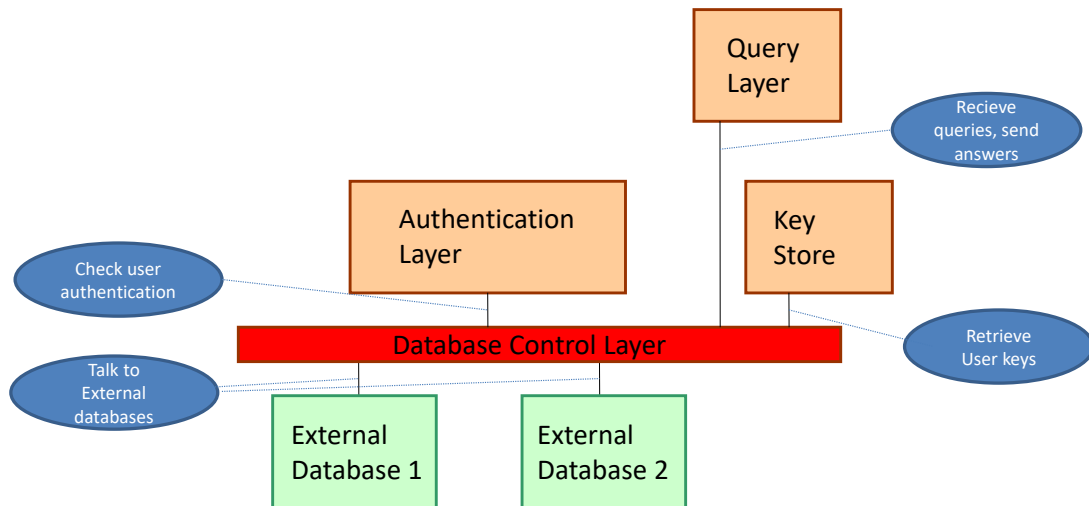 Query
Layer
Recieve
queries, send
answers
Authentication
Layer
Key
Store
Check user
authentication
Database Control Layer
Retrieve
User keys
Talk to
External
databases
External
Database 1
External
Database 2